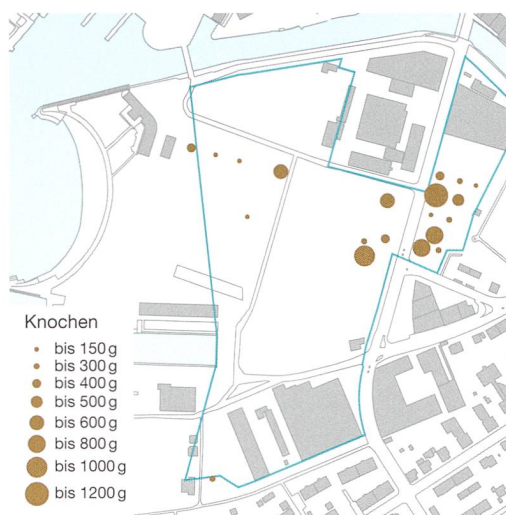 Knochen
bis 150 g
bis 300 g
bis 400 g
bis 500 g
bis 600 g
bis 800 g
bis 1000 g
bis 1200 g